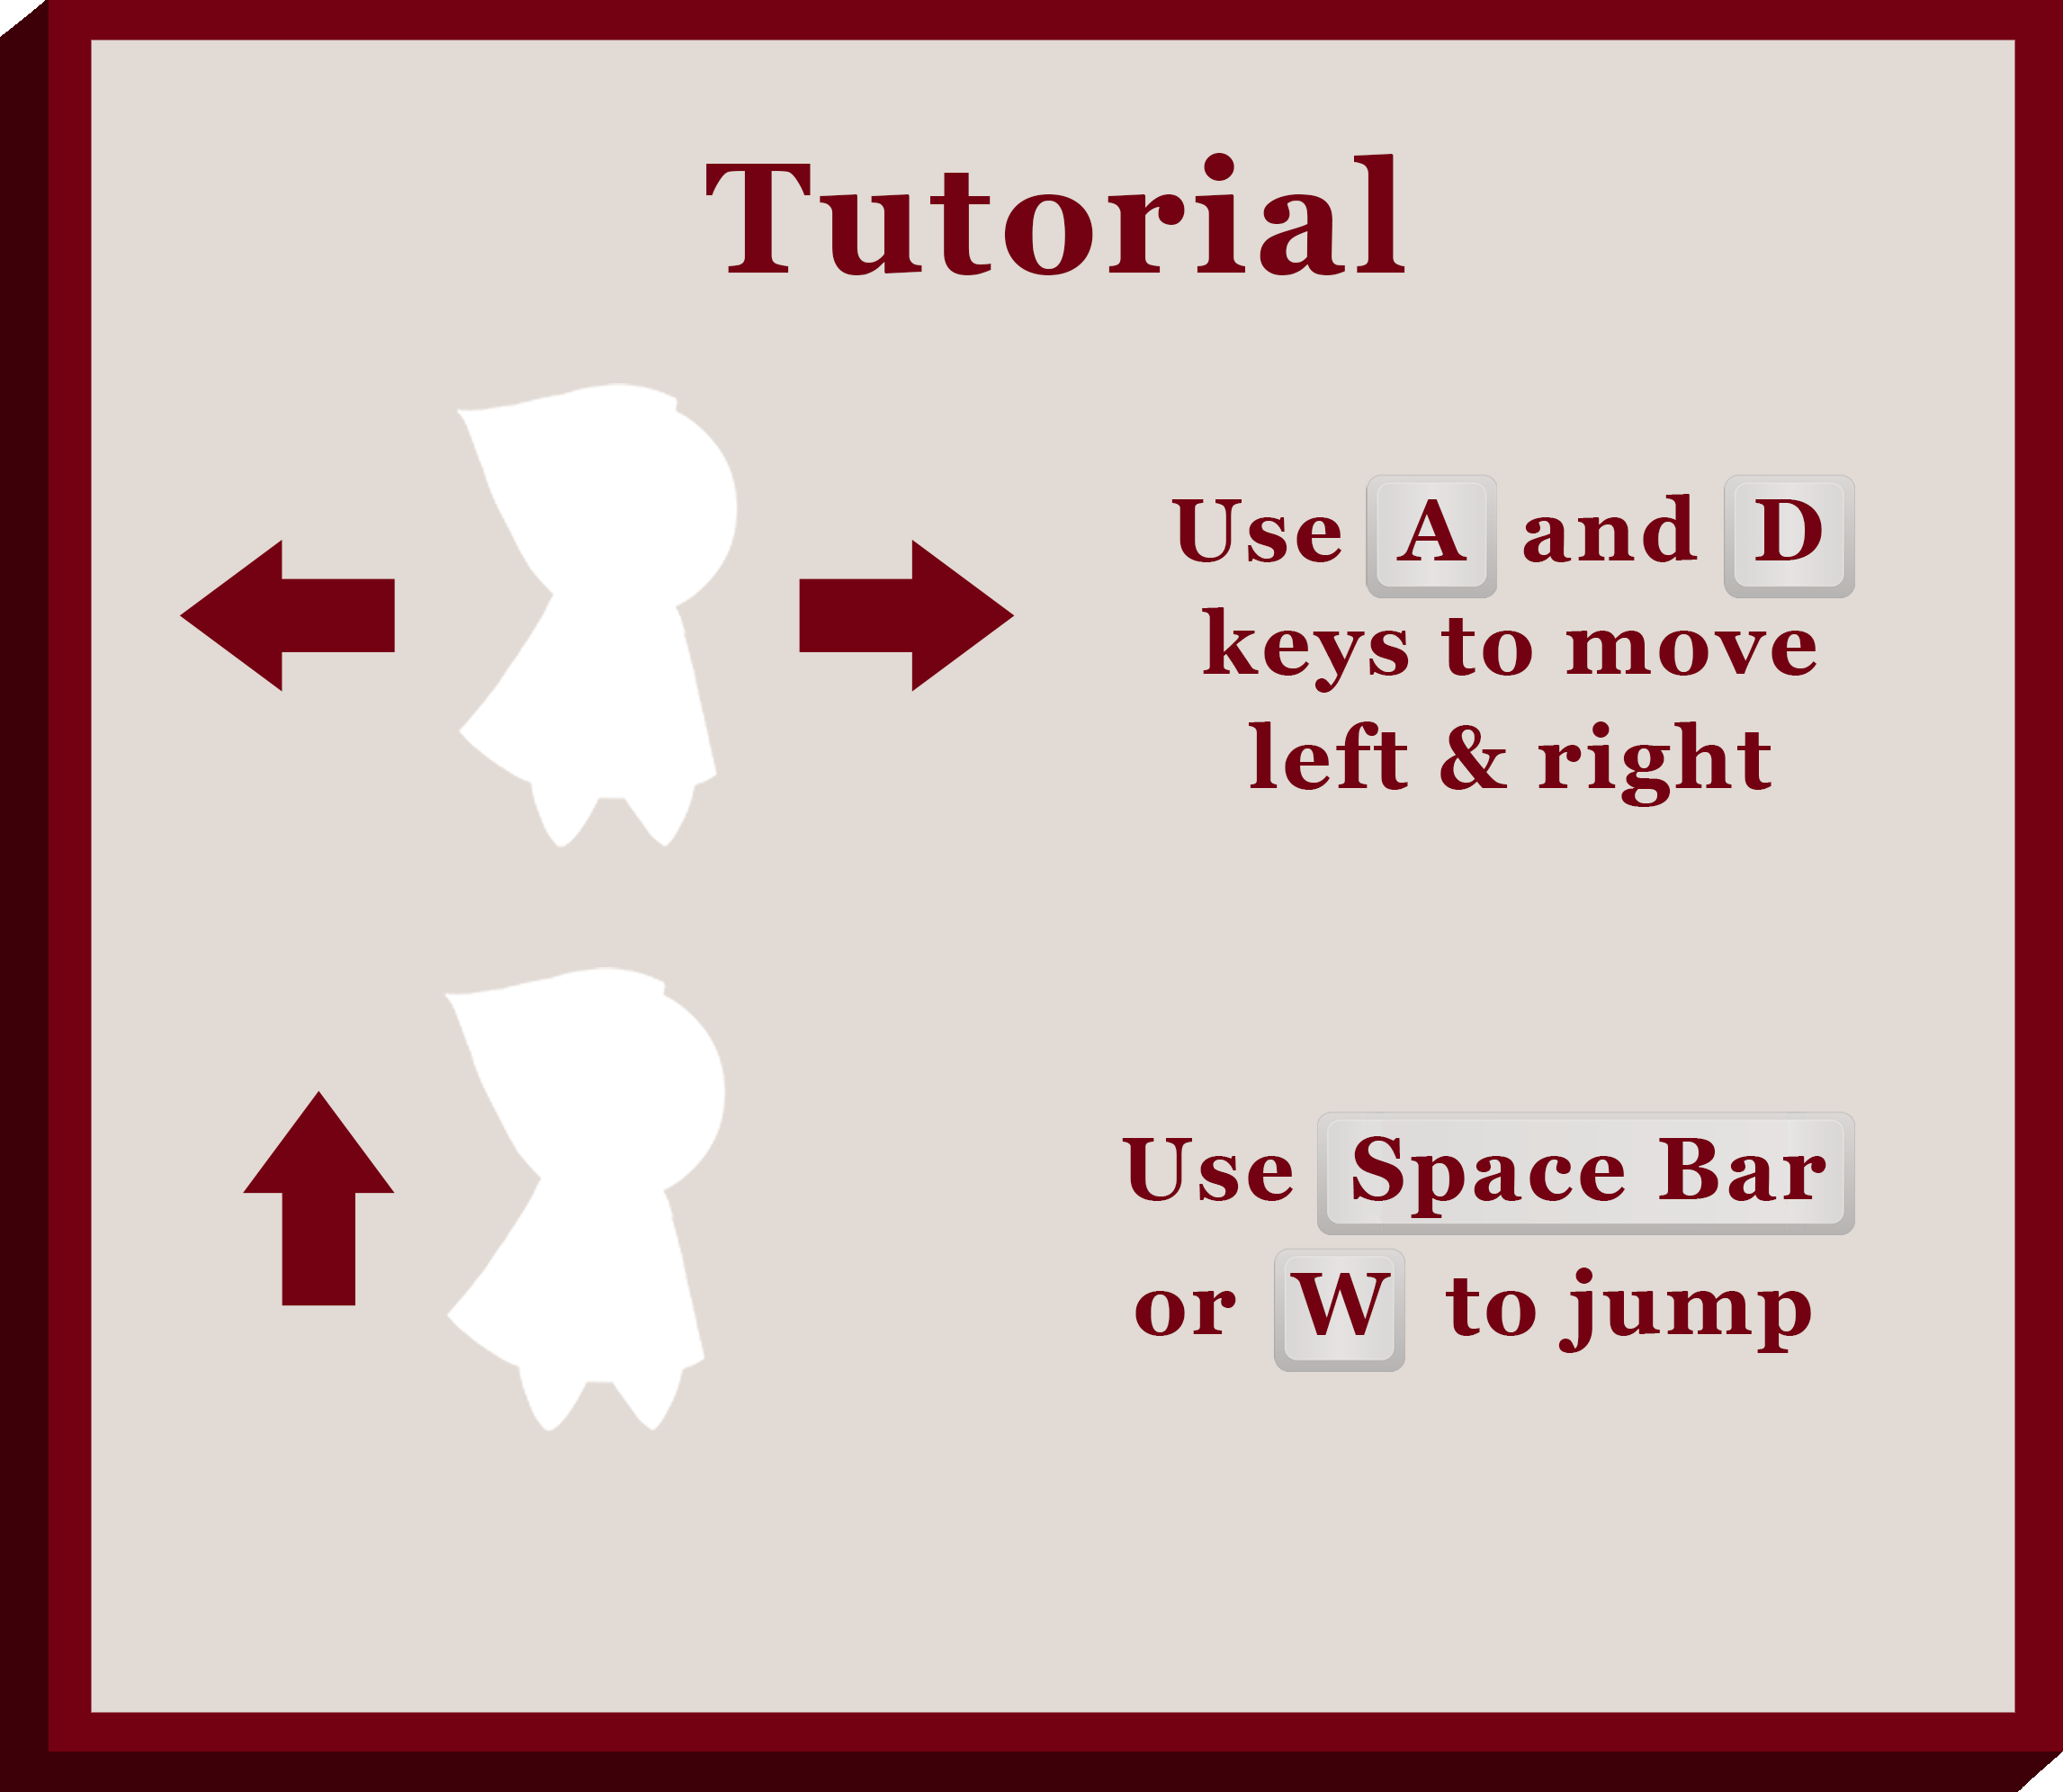 Tutorial
Use A and D
keys to move
left & right
Use Space Bar
or W to jump